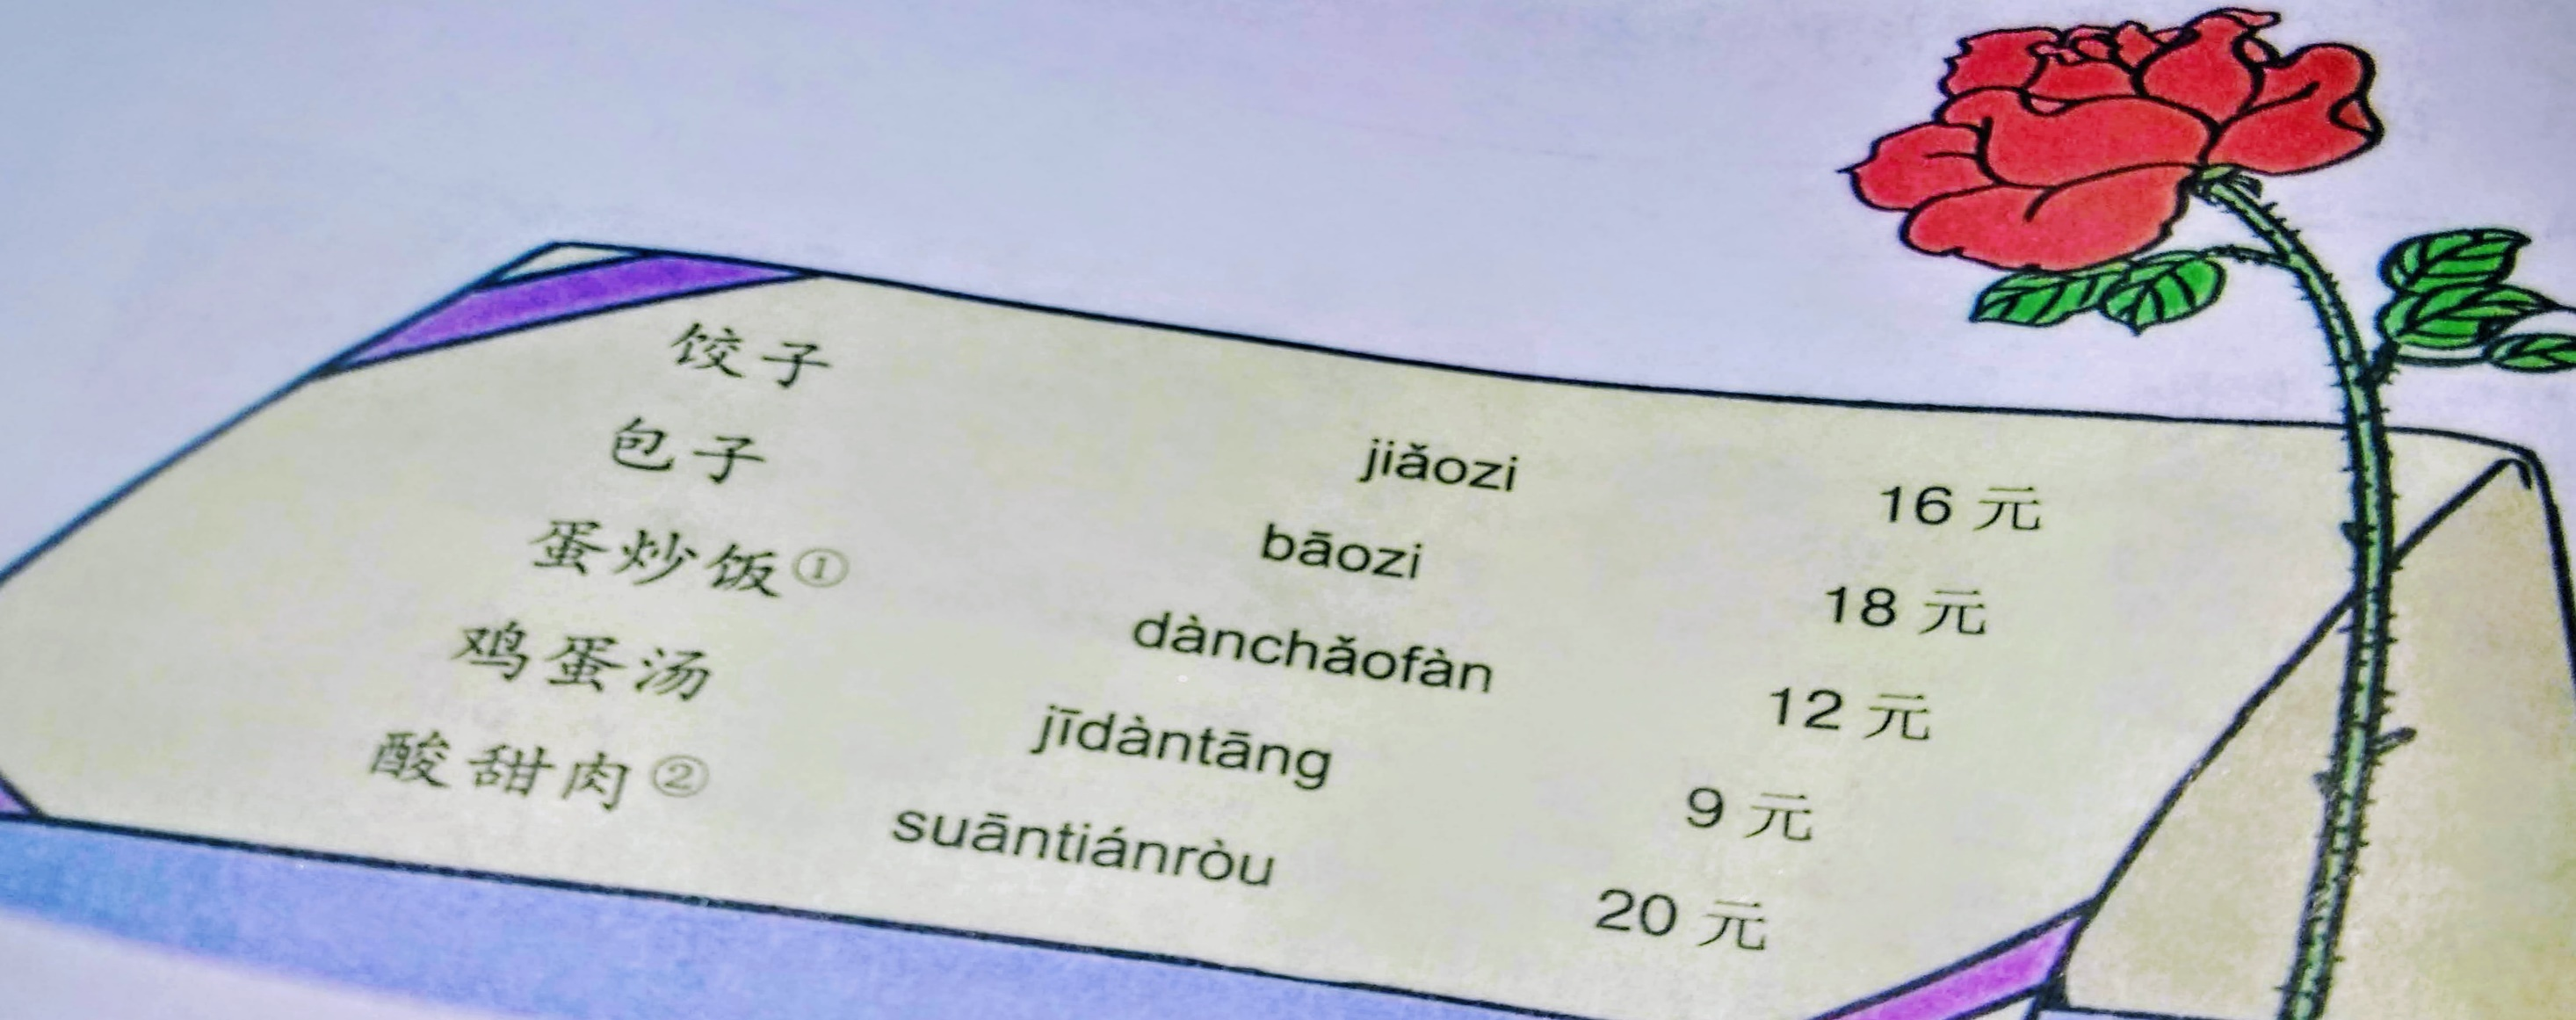 饺子 jiǎozi 16 元
包子 bāozi 18 元
蛋炒饭① dànchǎofàn 12 元
鸡蛋汤 jīdàntāng 9 元
酸甜肉② suāntiánròu 20 元